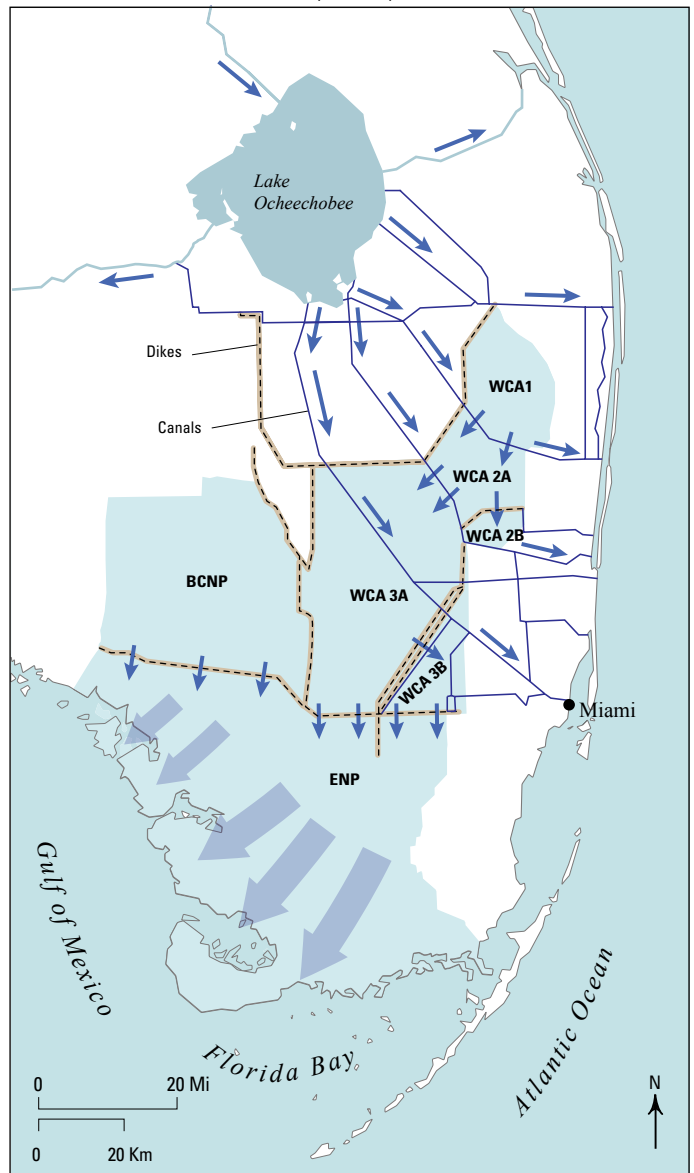 Lake
Ocheechobee
Dikes
WCA1
Canals
WCA 2A
WCA 2B
BCNP
WCA 3A
WCA 3B
Miami
ENP
Gulf of Mexico
Florida Bay
Atlantic Ocean
0 20 Mi
0 20 Km
N